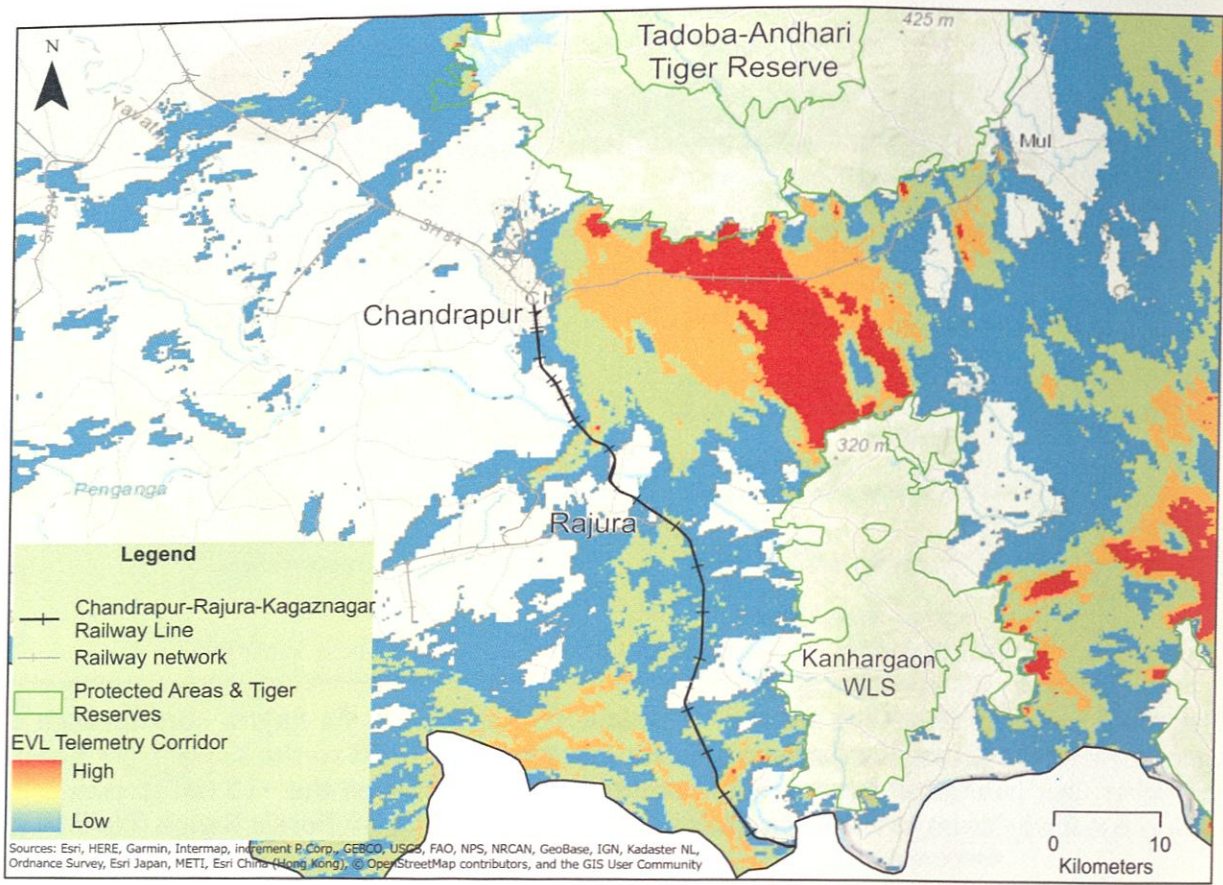 N
Tadoba-Andhari
Tiger Reserve
425 m
Mul
SH 84
Ch
Chandrapur
320 m
Penganga
Rajura
Kanhargaon
WLS
Legend
Chandrapur-Rajura-Kagaznagar
Railway Line
Railway network
Protected Areas & Tiger
Reserves
EVL Telemetry Corridor
High
Low
0 10
Kilometers
Sources: Esri, HERE, Garmin, Intermap, increment P Corp., GEBCO, USGS, FAO, NPS, NRCAN, GeoBase, IGN, Kadaster NL,
Ordnance Survey, Esri Japan, METI, Esri China (Hong Kong), © OpenStreetMap contributors, and the GIS User Community